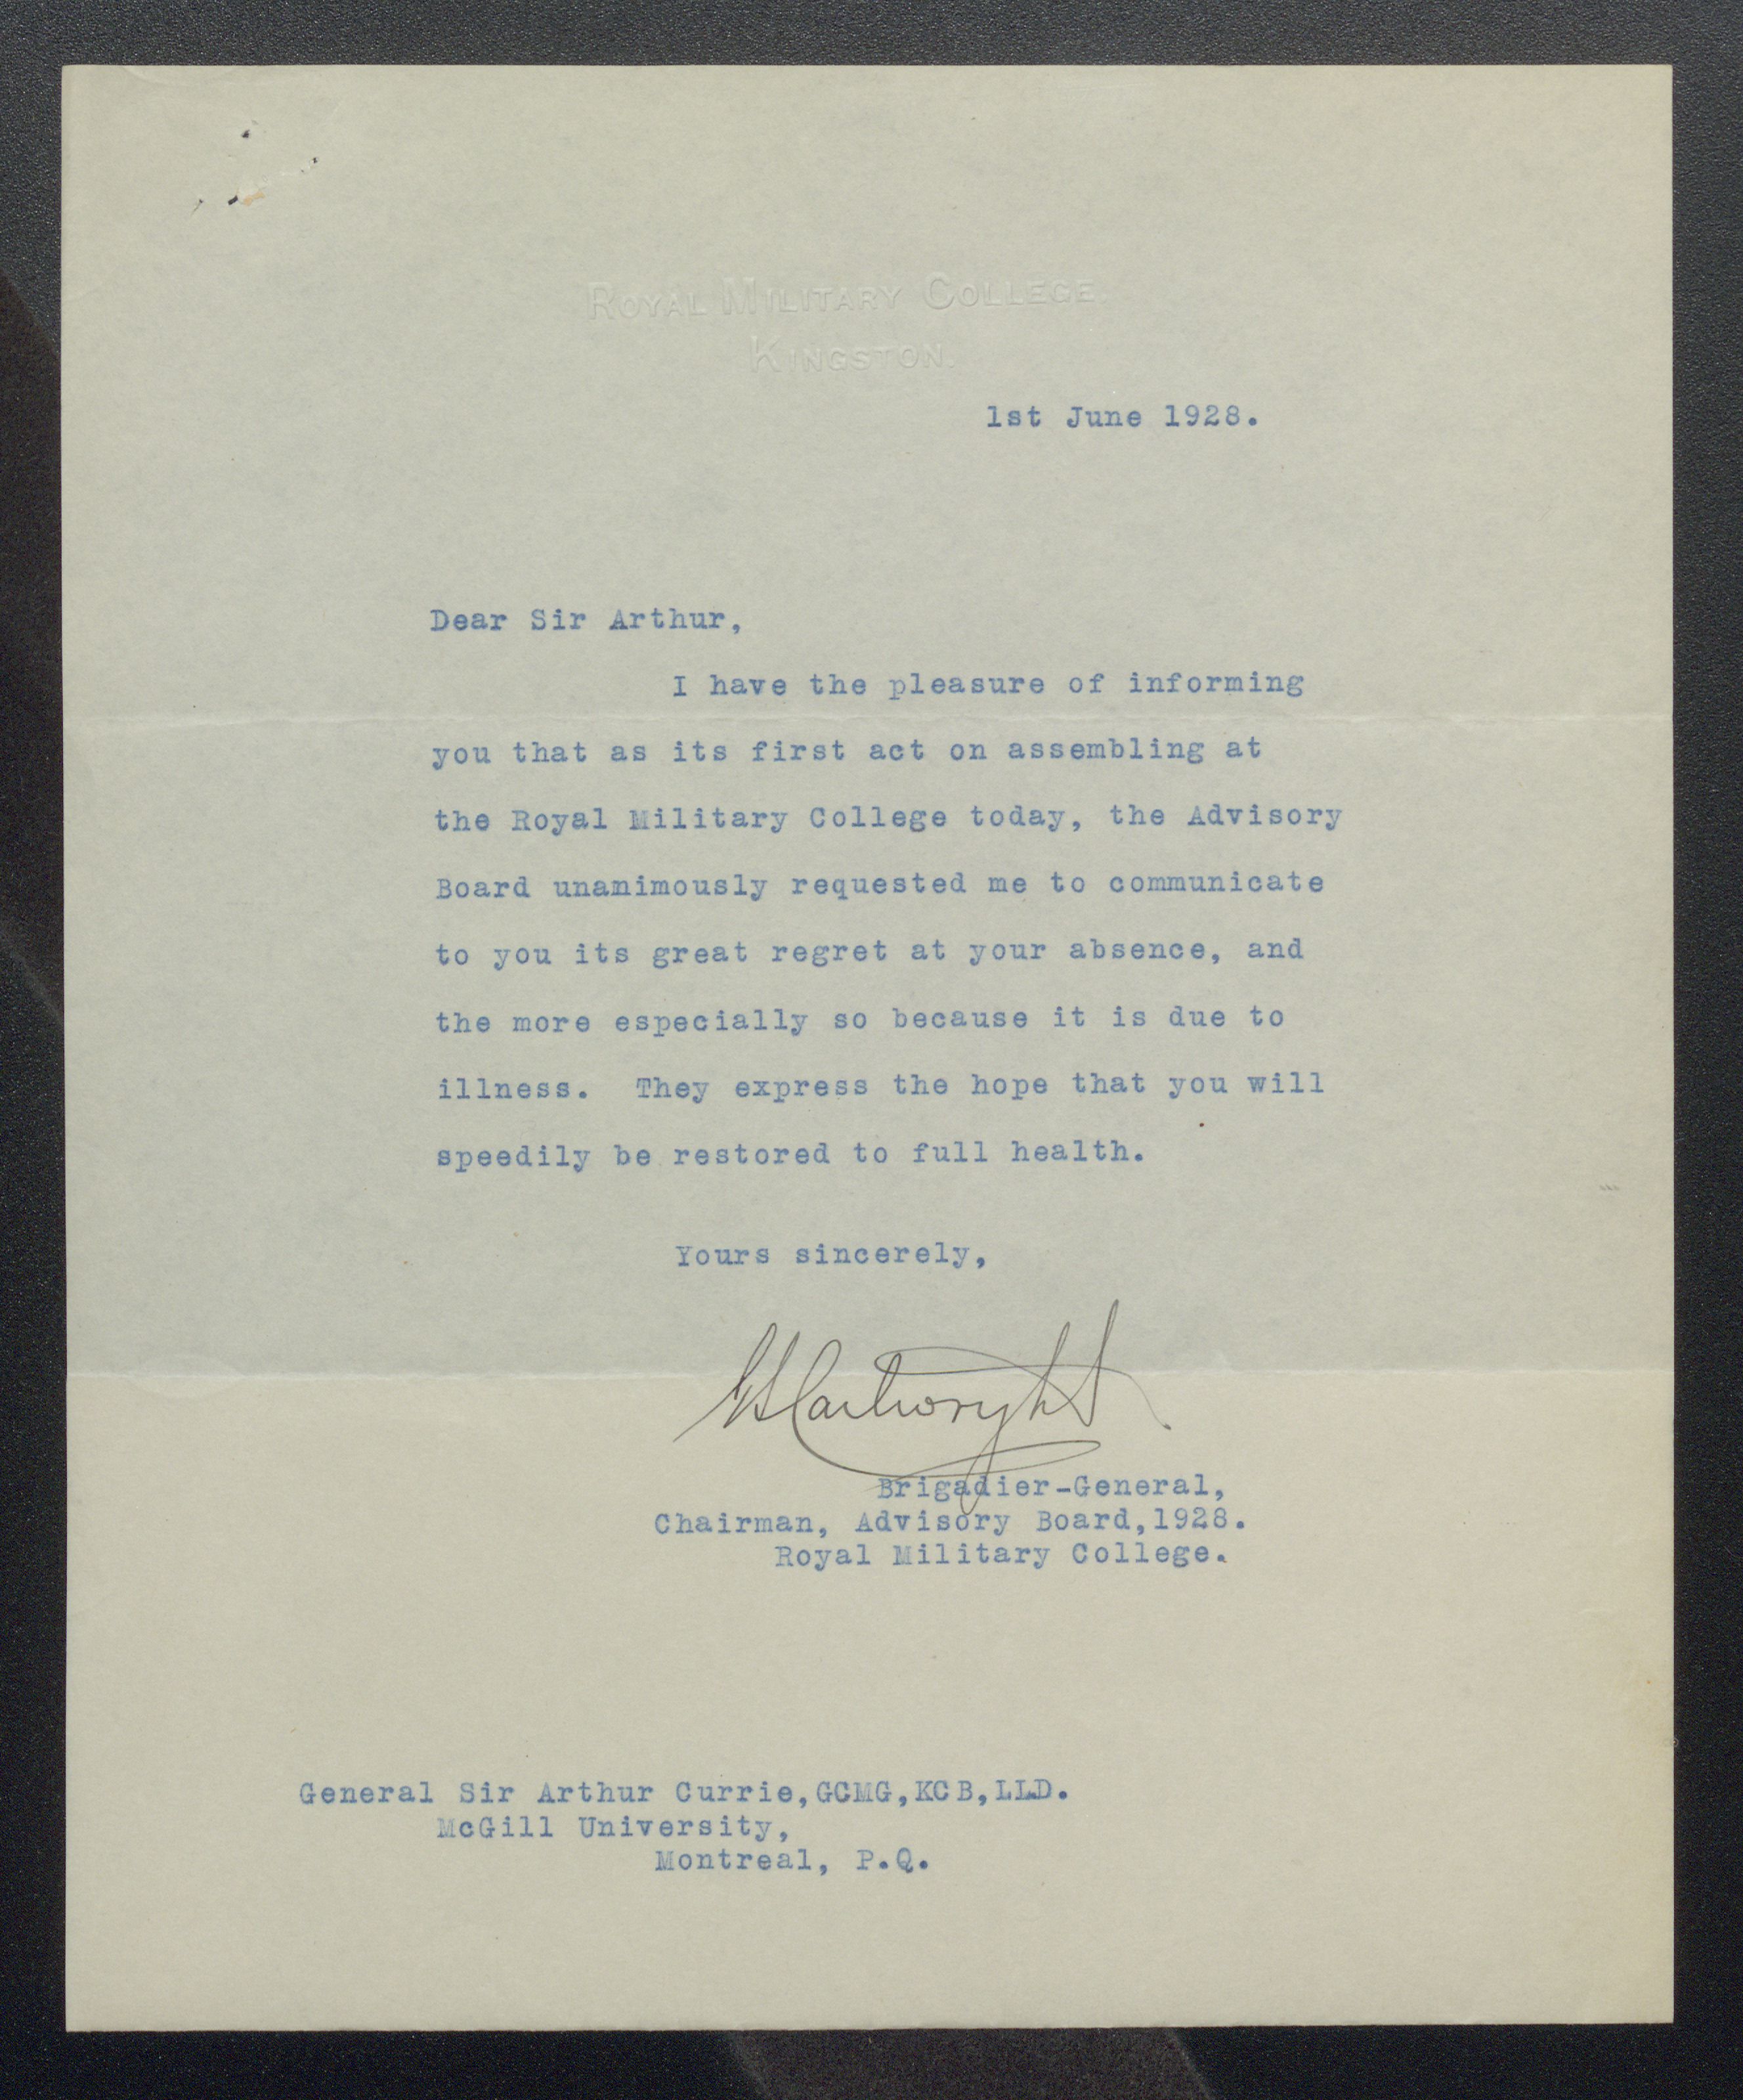 ROYAL MILITARY COLLEGE.
KINGSTON.
1st June 1928.
Dear Sir Arthur,
I have the pleasure of informing
you that as its first act on assembling at
the Royal Military College today, the Advisory
Board unanimously requested me to communicate
to you its great regret at your absence, and
the more especially so because it is due to
illness.  They express the hope that you will
speedily be restored to full health.
Yours sincerely,
Cartwright
Brigadier-General,
Chairman, Advisory Board,1928.
Royal Military College.
General Sir Arthur Currie,GCMG,KCB,LLD.
McGill University,
Montreal, P.Q.